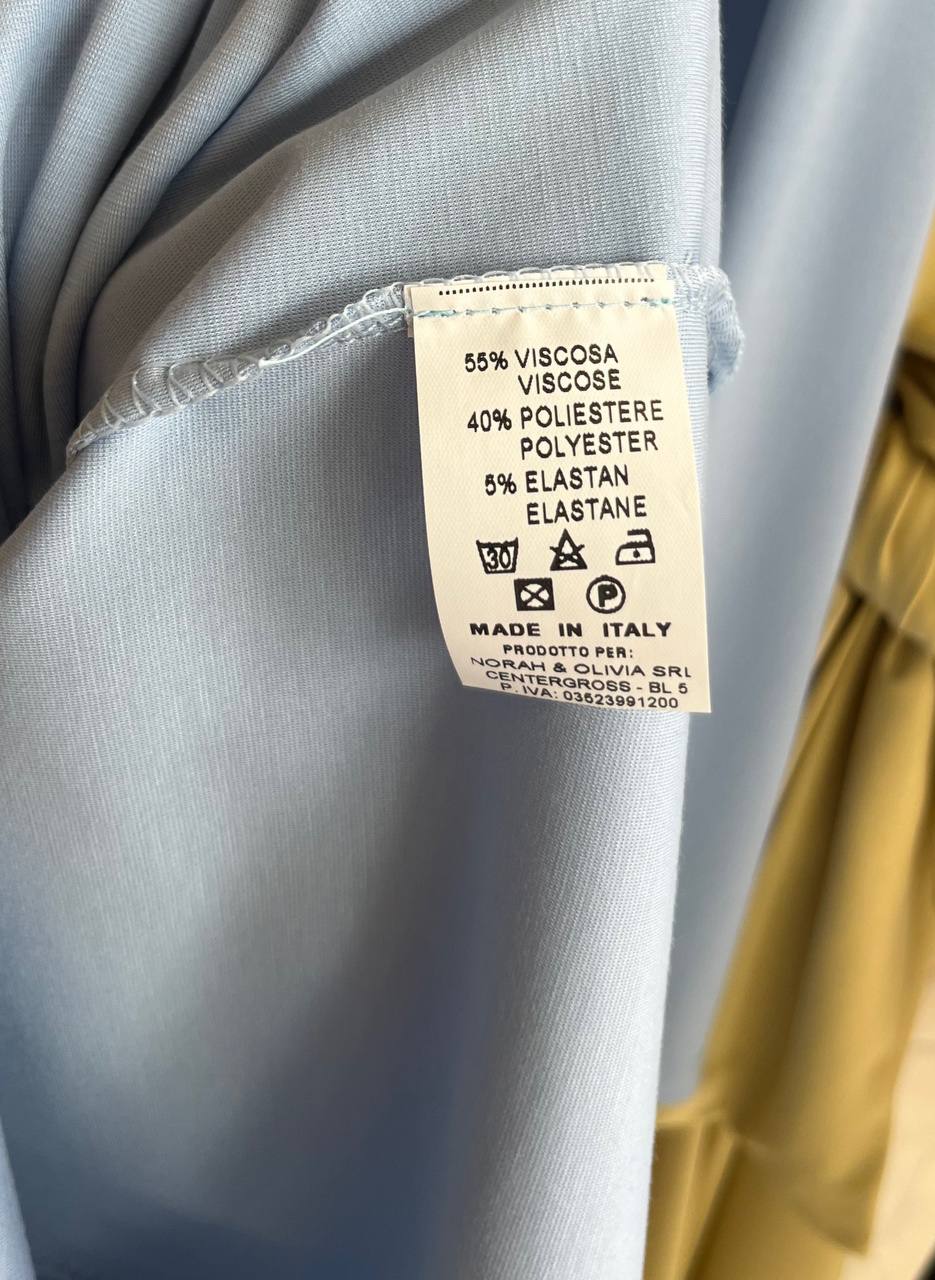 55% VISCOSA
VISCOSE
40% POLIESTERE
POLYESTER
5% ELASTAN
ELASTANE
30
P
MADE IN ITALY
PRODOTTO PER:
NORAH & OLIVIA SRL
CENTERGROSS - BL 5
P. IVA: 03523991200